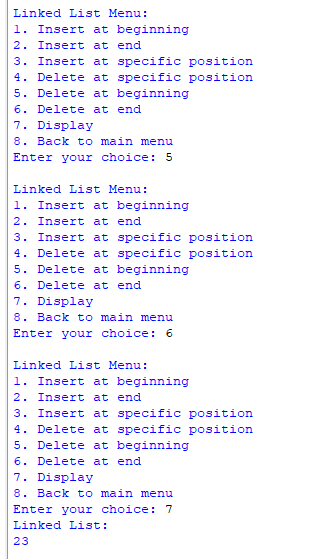 Linked List Menu:
1. Insert at beginning
2. Insert at end
3. Insert at specific position
4. Delete at specific position
5. Delete at beginning
6. Delete at end
7. Display
8. Back to main menu
Enter your choice: 5
Linked List Menu:
1. Insert at beginning
2. Insert at end
3. Insert at specific position
4. Delete at specific position
5. Delete at beginning
6. Delete at end
7. Display
8. Back to main menu
Enter your choice: 6
Linked List Menu:
1. Insert at beginning
2. Insert at end
3. Insert at specific position
4. Delete at specific position
5. Delete at beginning
6. Delete at end
7. Display
8. Back to main menu
Enter your choice: 7
Linked List:
23